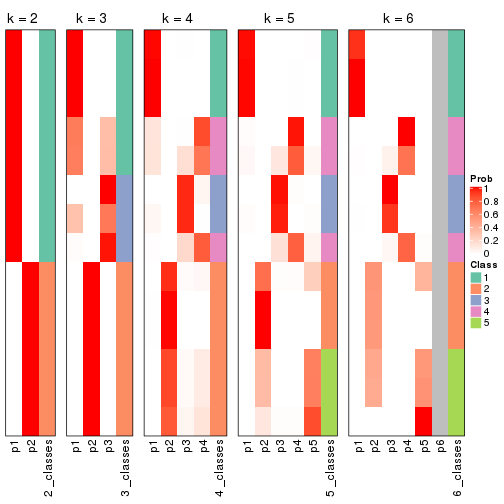 k = 2
k = 3
k = 4
k = 5
k = 6
p1
p2
2_classes
p1
p2
p3
3_classes
p1
p2
p3
p4
4_classes
p1
p2
p3
p4
p5
5_classes
p1
p2
p3
p4
p5
p6
6_classes
Prob
1
0.8
0.6
0.4
0.2
0
Class
1
2
3
4
5